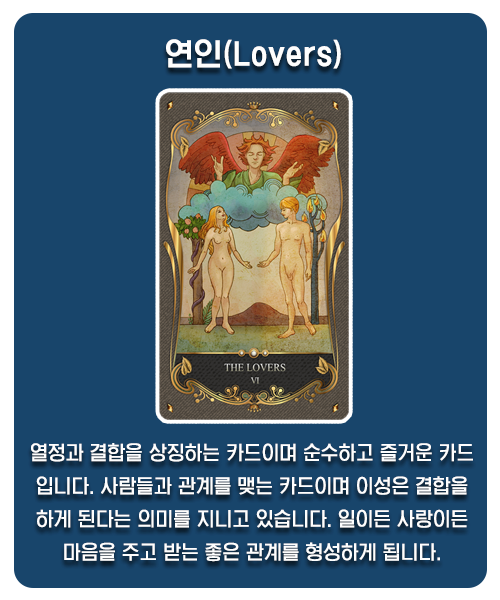 연인(Lovers)
THE LOVERS
VI
열정과 결합을 상징하는 카드이며 순수하고 즐거운 카드
입니다. 사람들과 관계를 맺는 카드이며 이성은 결합을
하게 된다는 의미를 지니고 있습니다. 일이든 사랑이든
마음을 주고 받는 좋은 관계를 형성하게 됩니다.